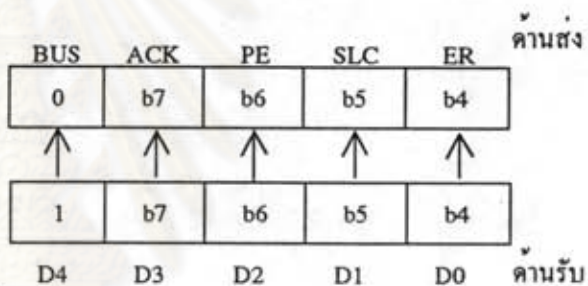 ด้านส่ง
BUS ACK PE SLC ER
0 b7 b6 b5 b4
1 b7 b6 b5 b4
D4 D3 D2 D1 D0 ด้านรับ